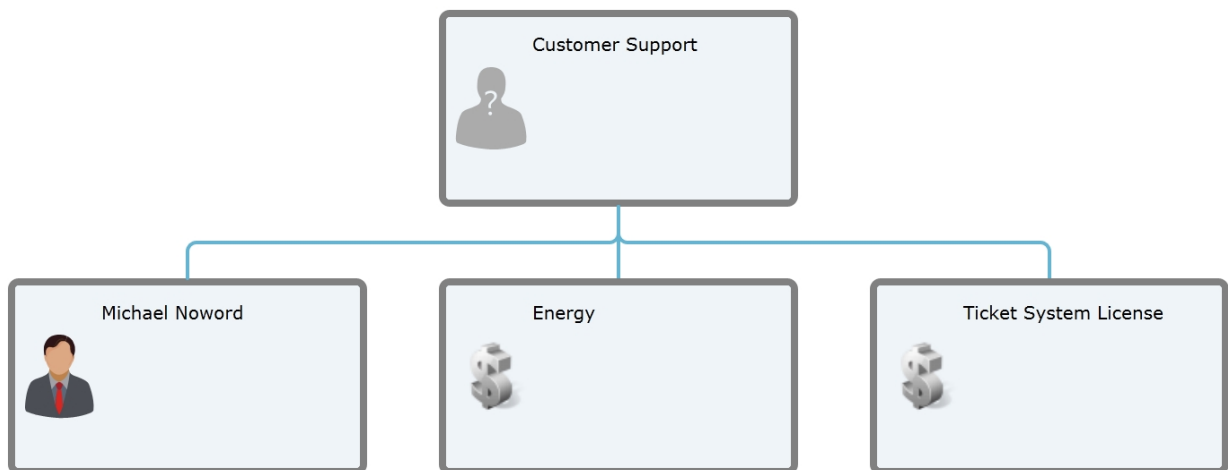 Customer Support
?
Michael Noword
Energy
Ticket System License